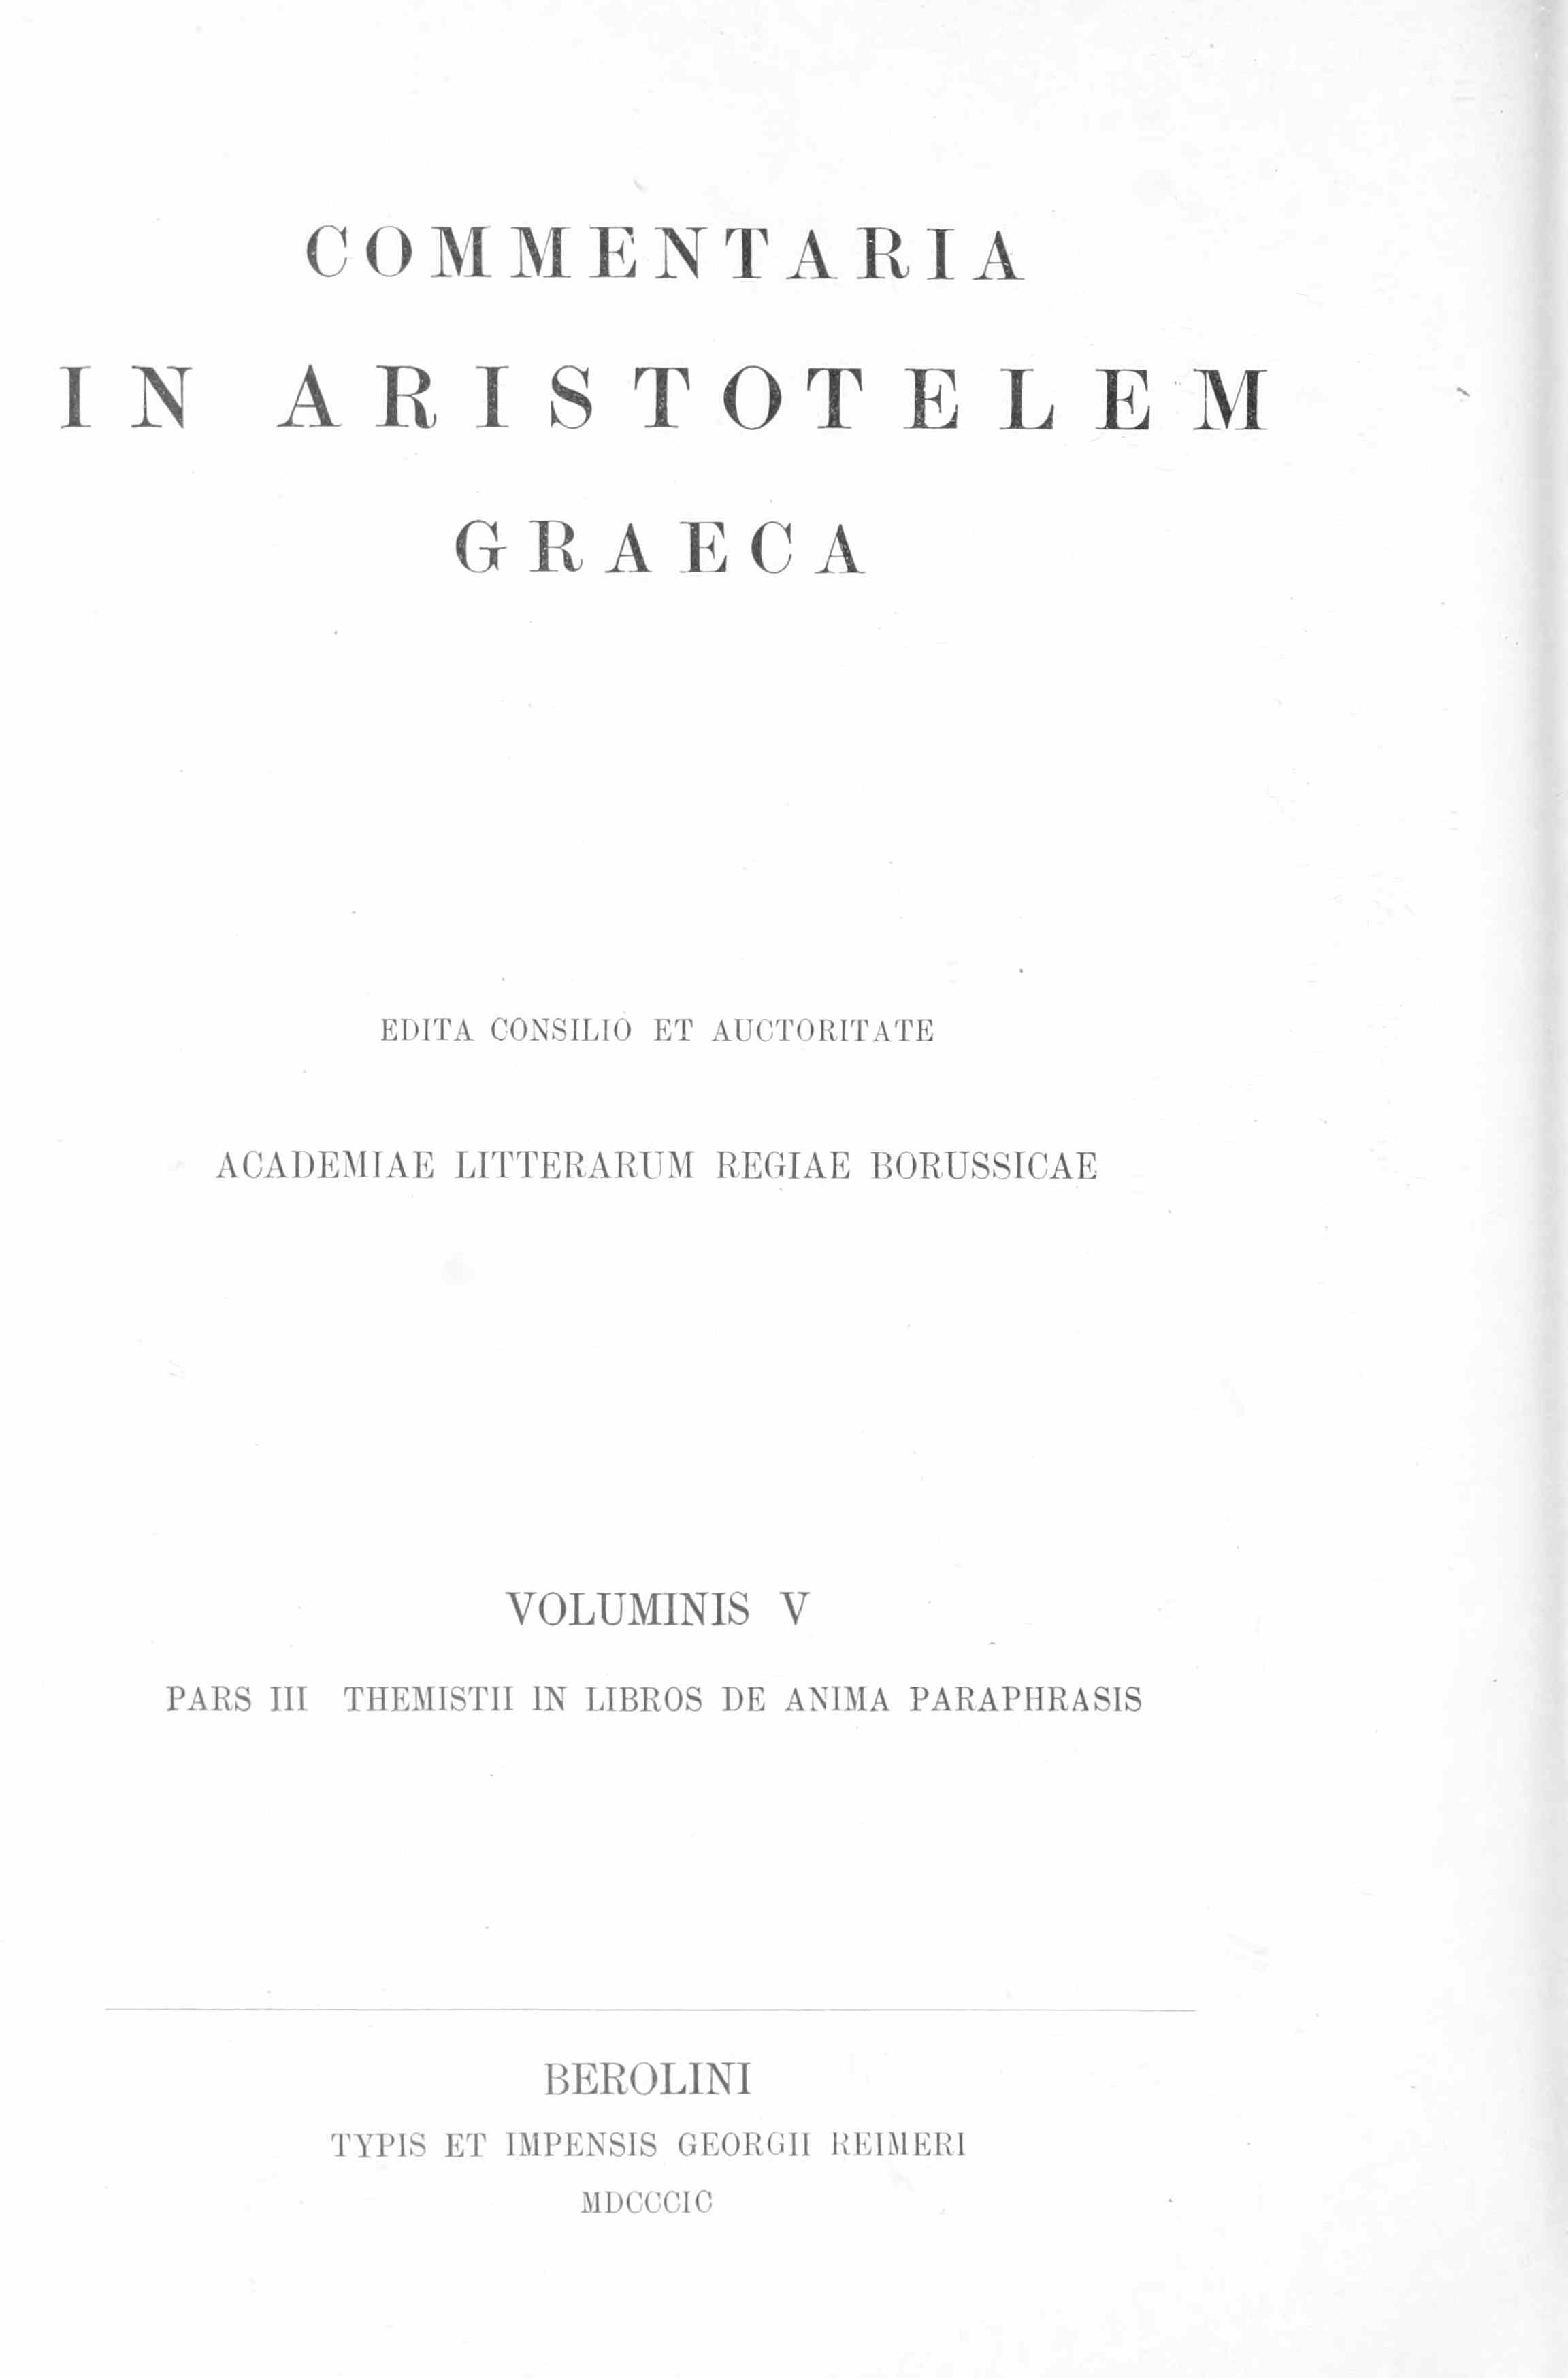 COMMENTARIA
IN ARISTOTELEM
GRAECA
EDITA CONSILIO ET AUCTORITATE
ACADEMIAE LITTERARUM REGIAE BORUSSICAE
VOLUMINIS V
PARS III THEMISTII IN LIBROS DE ANIMA PARAPHRASIS
BEROLINI
TYPIS ET IMPENSIS GEORGII REIMERI
MDCCCIC